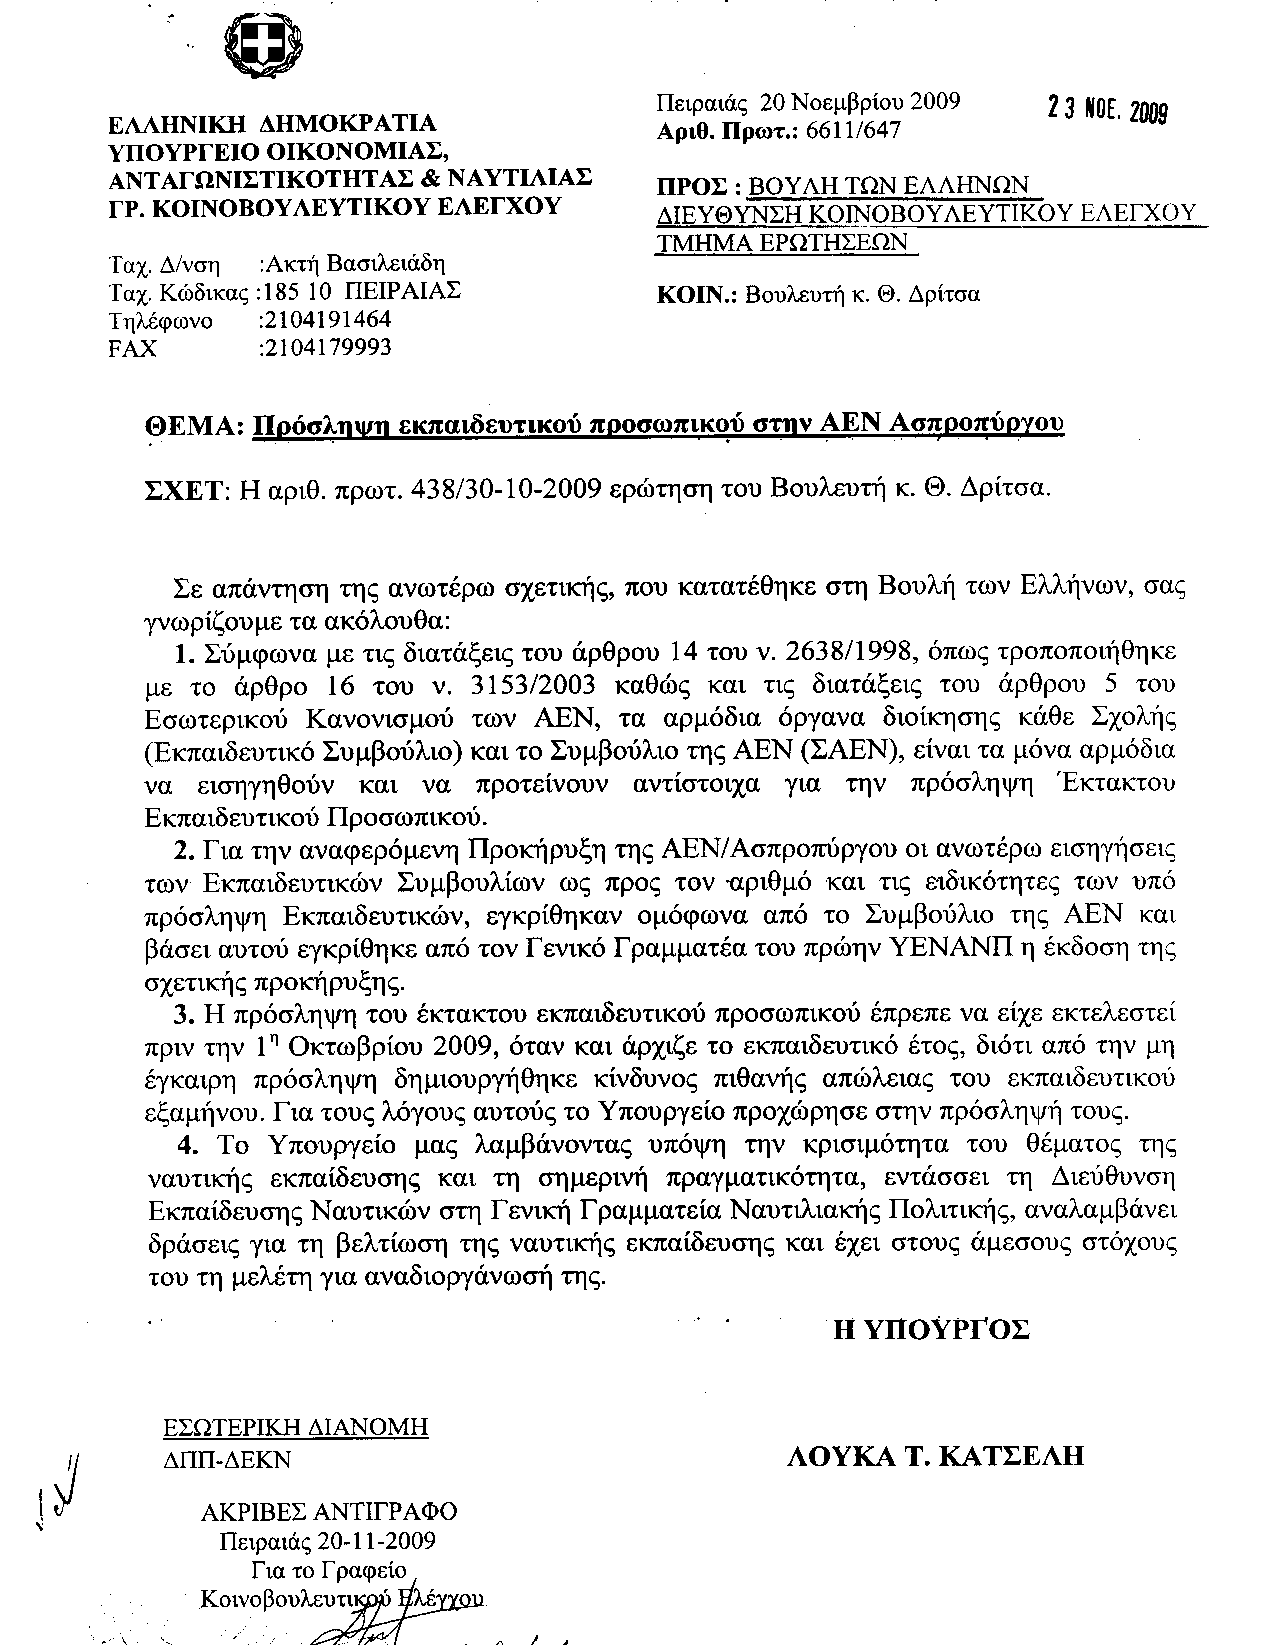 ΕΛΛΗΝΙΚΗ ΔΗΜΟΚΡΑΤΙΑ
ΥΠΟΥΡΓΕΙΟ ΟΙΚΟΝΟΜΙΑΣ,
ΑΝΤΑΓΩΝΙΣΤΙΚΟΤΗΤΑΣ & ΝΑΥΤΙΛΙΑΣ
ΓΡ. ΚΟΙΝΟΒΟΥΛΕΥΤΙΚΟΥ ΕΛΕΓΧΟΥ
Ταχ. Δ/νση :Ακτή Βασιλειάδη
Ταχ. Κώδικας :185 10 ΠΕΙΡΑΙΑΣ
Τηλέφωνο :2104191464
FAX :2104179993
Πειραιάς 20 Νοεμβρίου 2009
23 ΝΟΕ. 2009
Αριθ. Πρωτ.: 6611/647
ΠΡΟΣ : ΒΟΥΛΗ ΤΩΝ ΕΛΛΗΝΩΝ
ΔΙΕΥΘΥΝΣΗ ΚΟΙΝΟΒΟΥΛΕΥΤΙΚΟΥ ΕΛΕΓΧΟΥ
ΤΜΗΜΑ ΕΡΩΤΗΣΕΩΝ
ΚΟΙΝ.: Βουλευτή κ. Θ. Δρίτσα
ΘΕΜΑ: Πρόσληψη εκπαιδευτικού προσωπικού στην ΑΕΝ Ασπροπύργου
ΣΧΕΤ: Η αριθ. πρωτ. 438/30-10-2009 ερώτηση του Βουλευτή κ. Θ. Δρίτσα.
Σε απάντηση της ανωτέρω σχετικής, που κατατέθηκε στη Βουλή των Ελλήνων, σας
γνωρίζουμε τα ακόλουθα:
1. Σύμφωνα με τις διατάξεις του άρθρου 14 του ν. 2638/1998, όπως τροποποιήθηκε
με το άρθρο 16 του ν. 3153/2003 καθώς και τις διατάξεις του άρθρου 5 του
Εσωτερικού Κανονισμού των ΑΕΝ, τα αρμόδια όργανα διοίκησης κάθε Σχολής
(Εκπαιδευτικό Συμβούλιο) και το Συμβούλιο της ΑΕΝ (ΣΑΕΝ), είναι τα μόνα αρμόδια
να εισηγηθούν και να προτείνουν αντίστοιχα για την πρόσληψη Έκτακτου
Εκπαιδευτικού Προσωπικού.
2. Για την αναφερόμενη Προκήρυξη της ΑΕΝ/Ασπροπύργου οι ανωτέρω εισηγήσεις
των Εκπαιδευτικών Συμβουλίων ως προς τον αριθμό και τις ειδικότητες των υπό
πρόσληψη Εκπαιδευτικών, εγκρίθηκαν ομόφωνα από το Συμβούλιο της ΑΕΝ και
βάσει αυτού εγκρίθηκε από τον Γενικό Γραμματέα του πρώην ΥΕΝΑΝΠ η έκδοση της
σχετικής προκήρυξης.
3. Η πρόσληψη του έκτακτου εκπαιδευτικού προσωπικού έπρεπε να είχε εκτελεστεί
πριν την 1η Οκτωβρίου 2009, όταν και άρχιζε το εκπαιδευτικό έτος, διότι από την μη
έγκαιρη πρόσληψη δημιουργήθηκε κίνδυνος πιθανής απώλειας του εκπαιδευτικού
εξαμήνου. Για τους λόγους αυτούς το Υπουργείο προχώρησε στην πρόσληψή τους.
4. Το Υπουργείο μας λαμβάνοντας υπόψη την κρισιμότητα του θέματος της
ναυτικής εκπαίδευσης και τη σημερινή πραγματικότητα, εντάσσει τη Διεύθυνση
Εκπαίδευσης Ναυτικών στη Γενική Γραμματεία Ναυτιλιακής Πολιτικής, αναλαμβάνει
δράσεις για τη βελτίωση της ναυτικής εκπαίδευσης και έχει στους άμεσους στόχους
του τη μελέτη για αναδιοργάνωσή της.
Η ΥΠΟΥΡΓΟΣ
ΕΣΩΤΕΡΙΚΗ ΔΙΑΝΟΜΗ
ΔΠΠ-ΔΕΚΝ
ΛΟΥΚΑ Τ. ΚΑΤΣΕΛΗ
ΑΚΡΙΒΕΣ ΑΝΤΙΓΡΑΦΟ
Πειραιάς 20-11-2009
Για το Γραφείο
Κοινοβουλευτικού Ελέγχου